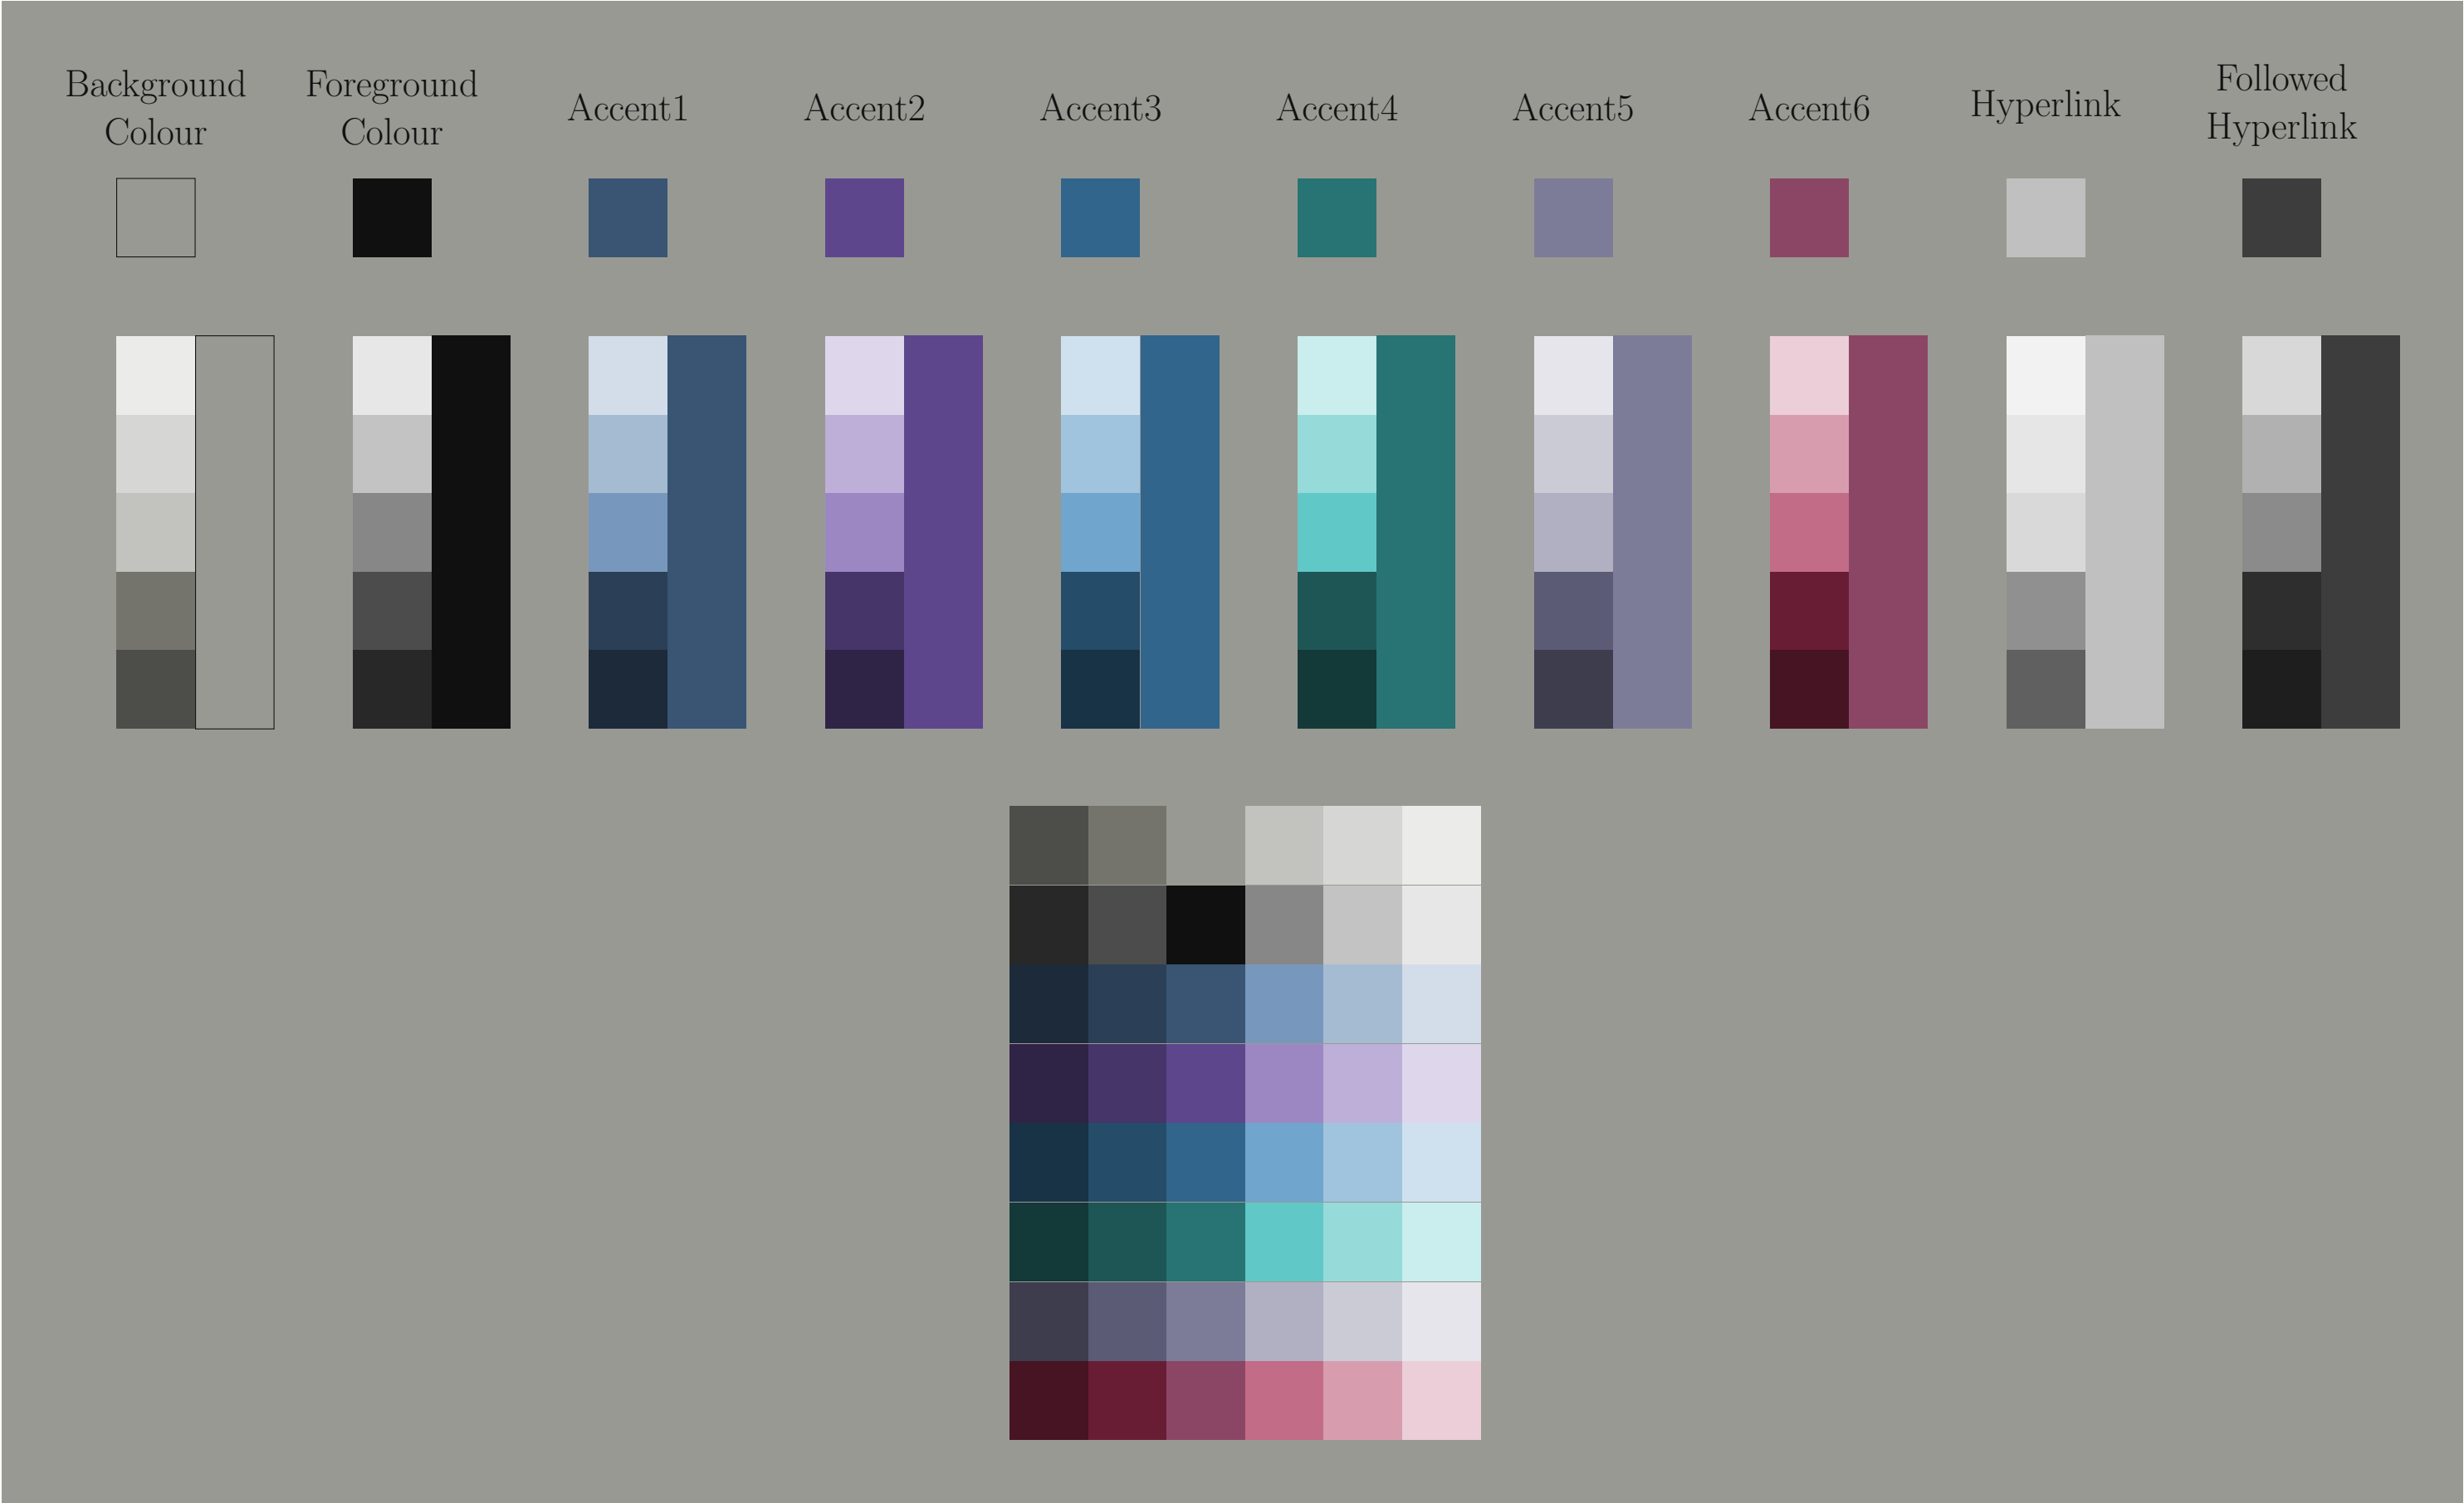 Background
Colour
Foreground
Colour
Accent1
Accent2
Accent3
Accent4
Accent5
Accent6
Hyperlink
Followed
Hyperlink